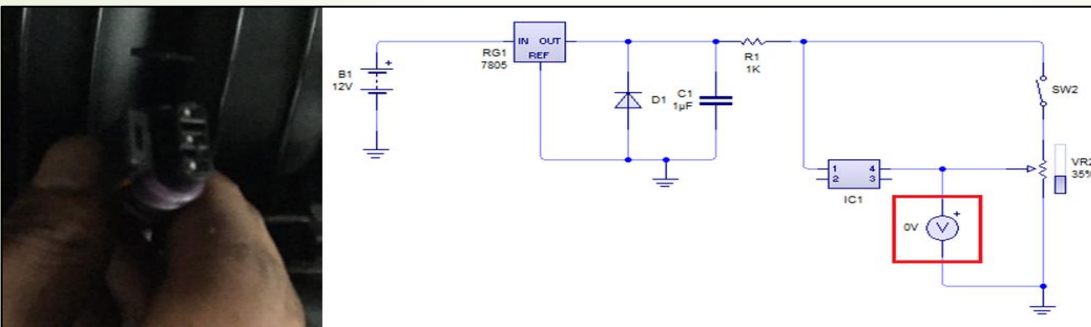 B1
12V
+
IN OUT
REF
RG1
7805
D1
C1
1µF
R1
1K
SW2
1
2
4
3
IC1
VR2
35%
0V
V
+